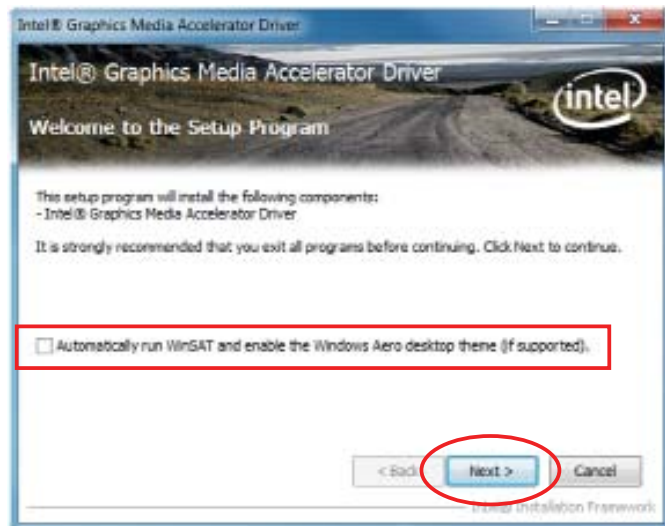 Intel® Graphics Media Accelerator Driver
Intel® Graphics Media Accelerator Driver
intel
Welcome to the Setup Program
This setup program will install the following components:
- Intel® Graphics Media Accelerator Driver
It is strongly recommended that you exit all programs before continuing. Click Next to continue.
Automatically run WinSAT and enable the Windows Aero desktop theme (if supported).
< Back
Next >
Cancel
Intel® Installation Framework